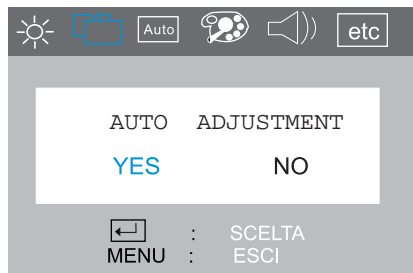 Auto etc
AUTO ADJUSTMENT
YES NO
: SCELTA
MENU : ESCI